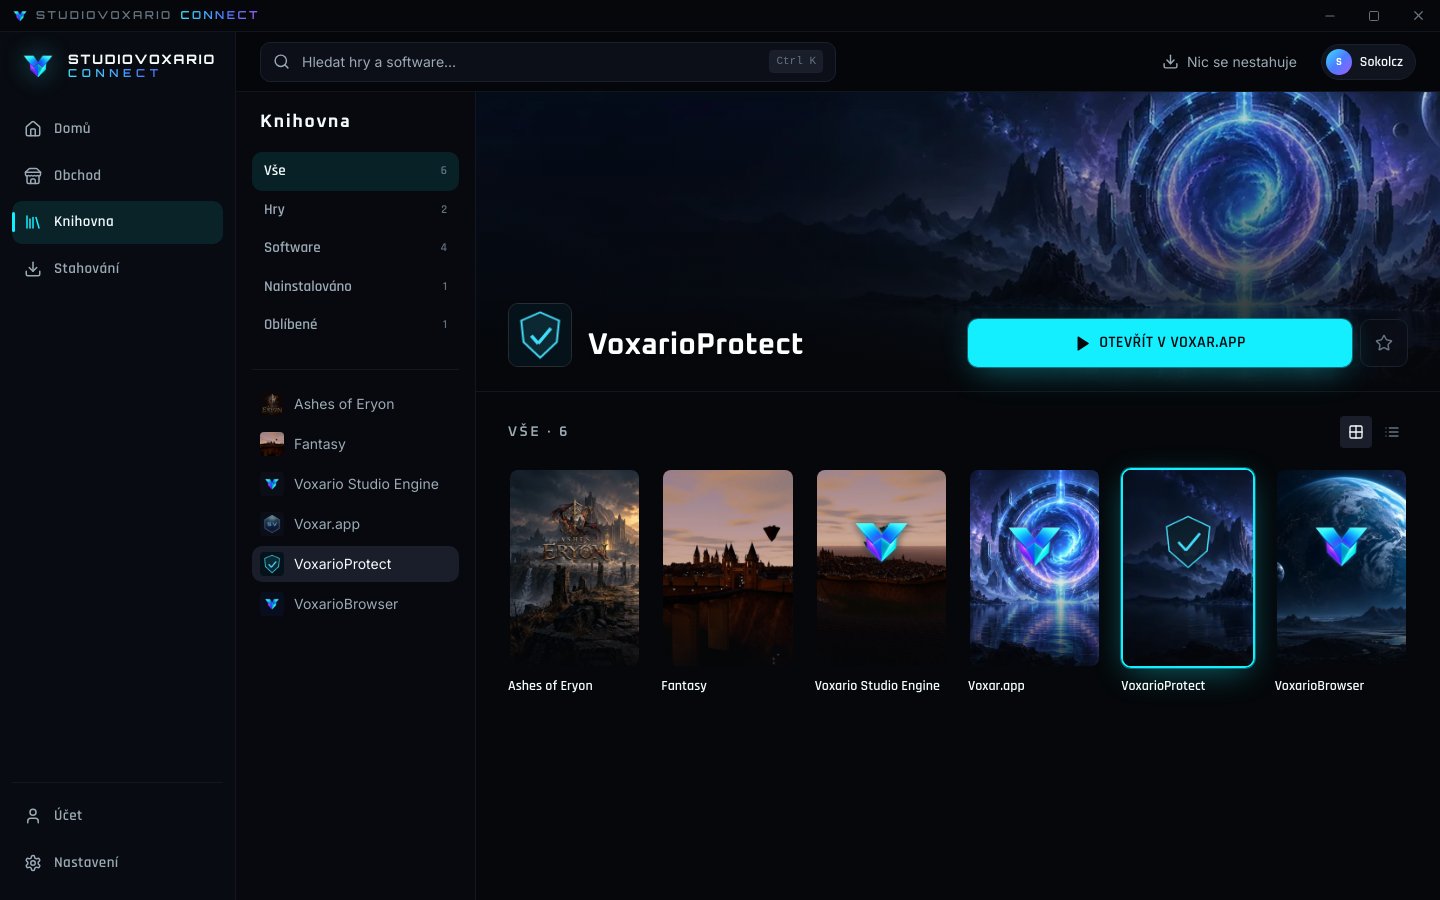 STUDIOVOXARIO CONNECT
STUDIOVOXARIO
CONNECT
Hledat hry a software...
Ctrl K
Nic se nestahuje
S
Sokolcz
Domů
Obchod
Knihovna
Stahování
Účet
Nastavení
Knihovna
Vše 6
Hry 2
Software 4
Nainstalováno 1
Oblíbené 1
Ashes of Eryon
Fantasy
Voxario Studio Engine
Voxar.app
VoxarioProtect
VoxarioBrowser
VoxarioProtect
OTEVŘÍT V VOXAR.APP
VŠE · 6
ASHES OF
ERYON
Ashes of Eryon
Fantasy
Voxario Studio Engine
Voxar.app
VoxarioProtect
VoxarioBrowser